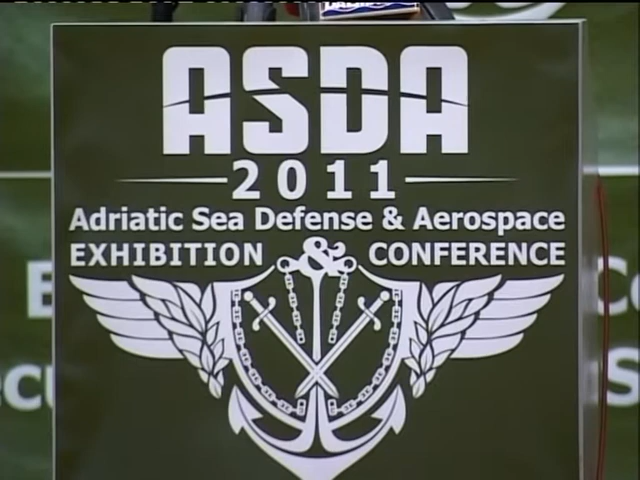 ASDA
2011
Adriatic Sea Defense & Aerospace
EXHIBITION & CONFERENCE